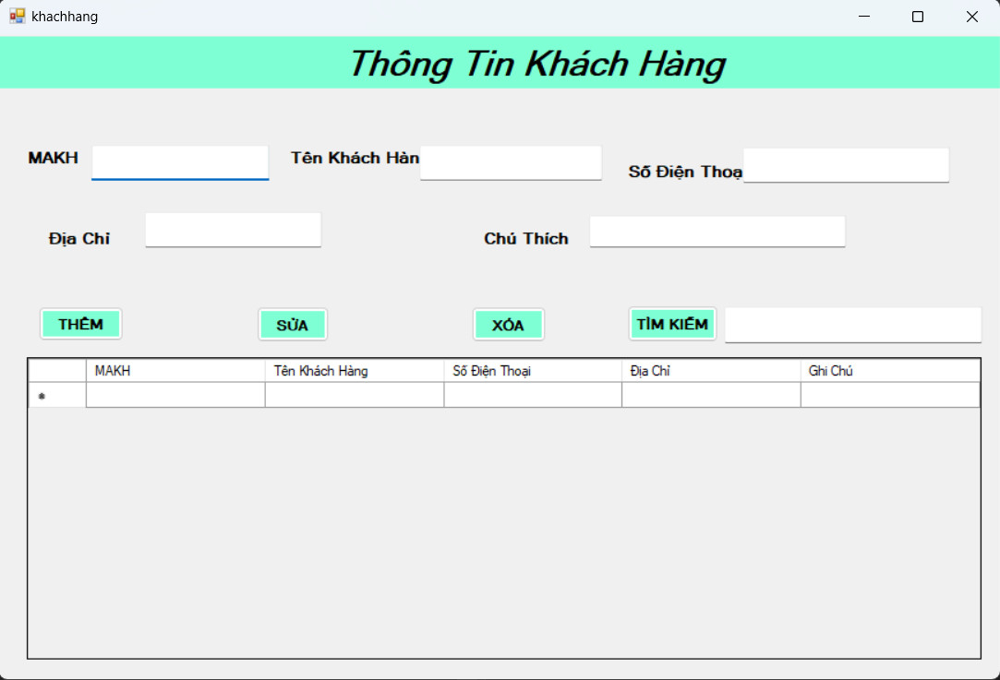 khachhang
Thông Tin Khách Hàng
MAKH
Tên Khách Hàn
Số Điện Thoạ
Địa Chỉ
Chú Thích
THÊM
SỬA
XÓA
TÌM KIẾM
MAKH Tên Khách Hàng Số Điện Thoại Địa Chỉ Ghi Chú